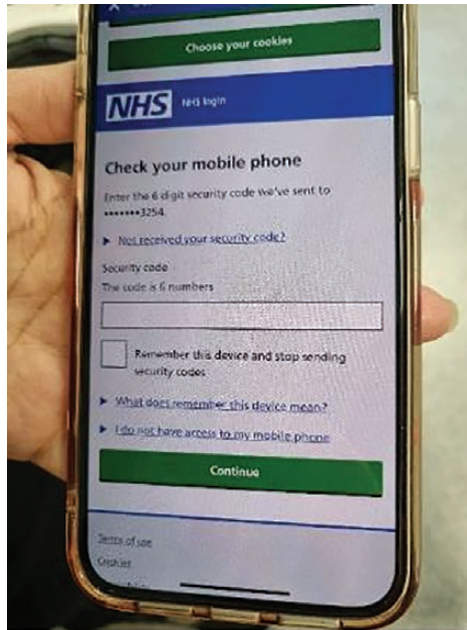 Choose your cookies
NHS NHS login
Check your mobile phone
Enter the 6 digit security code we've sent to
•••••••3254.
Not received your security code?
Security code
The code is 6 numbers
Remember this device and stop sending
security codes
What does remember this device mean?
I do not have access to my mobile phone
Continue
Terms of use
Cookies